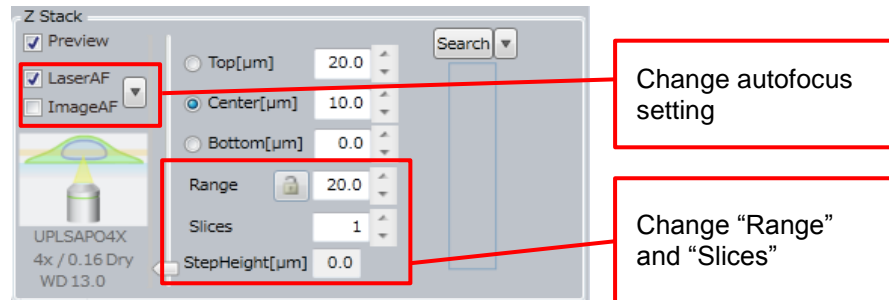 Z Stack
Preview
LaserAF
ImageAF
UPLSAPO4X
4x / 0.16 Dry
WD 13.0
Top[µm] 20.0
Center[µm] 10.0
Bottom[µm] 0.0
Range 20.0
Slices 1
StepHeight[µm] 0.0
Search
Change autofocus
setting
Change “Range”
and “Slices”